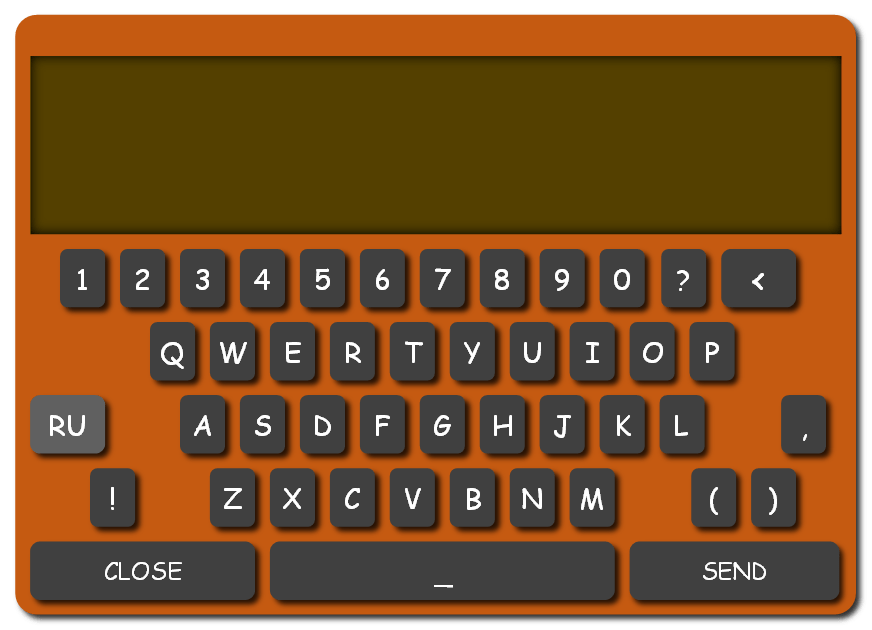 1 2 3 4 5 6 7 8 9 0 ? <
Q W E R T Y U I O P
RU A S D F G H J K L ,
! Z X C V B N M ( )
CLOSE _ SEND